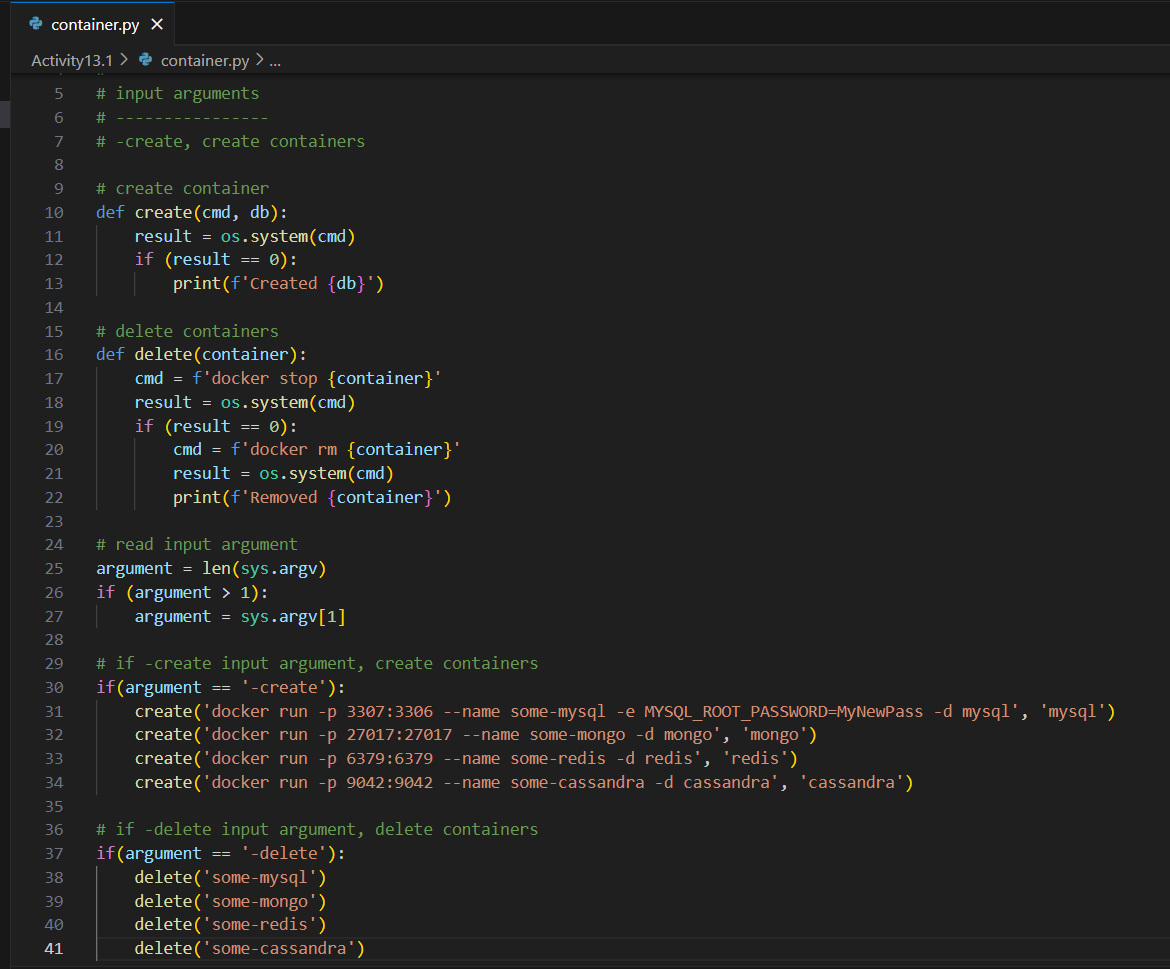 container.py
Activity13.1 > container.py > ...
5 # input arguments
6 # ----------------
7 # -create, create containers
8
9 # create container
10 def create(cmd, db):
11     result = os.system(cmd)
12     if (result == 0):
13         print(f'Created {db}')
14
15 # delete containers
16 def delete(container):
17     cmd = f'docker stop {container}'
18     result = os.system(cmd)
19     if (result == 0):
20         cmd = f'docker rm {container}'
21         result = os.system(cmd)
22         print(f'Removed {container}')
23
24 # read input argument
25 argument = len(sys.argv)
26 if (argument > 1):
27     argument = sys.argv[1]
28
29 # if -create input argument, create containers
30 if(argument == '-create'):
31     create('docker run -p 3307:3306 --name some-mysql -e MYSQL_ROOT_PASSWORD=MyNewPass -d mysql', 'mysql')
32     create('docker run -p 27017:27017 --name some-mongo -d mongo', 'mongo')
33     create('docker run -p 6379:6379 --name some-redis -d redis', 'redis')
34     create('docker run -p 9042:9042 --name some-cassandra -d cassandra', 'cassandra')
35
36 # if -delete input argument, delete containers
37 if(argument == '-delete'):
38     delete('some-mysql')
39     delete('some-mongo')
40     delete('some-redis')
41     delete('some-cassandra')